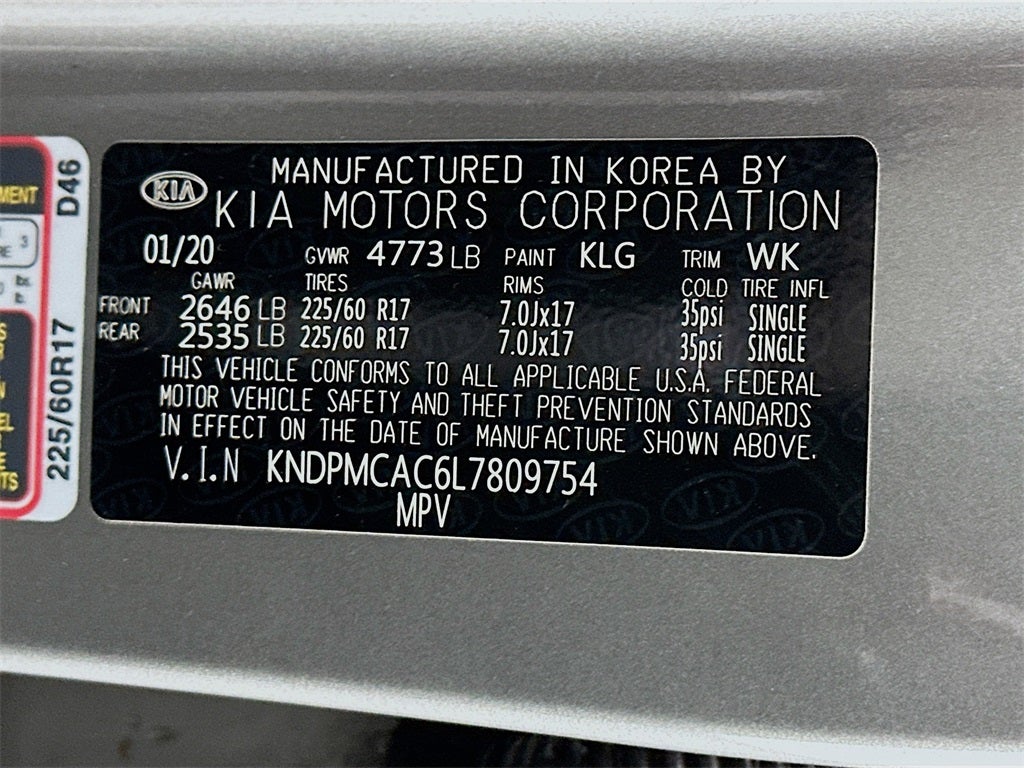 MANUFACTURED IN KOREA BY
KIA
KIA MOTORS CORPORATION
01/20 GVWR 4773 LB PAINT KLG TRIM WK
GAWR TIRES RIMS COLD TIRE INFL
FRONT 2646 LB 225/60 R17 7.0Jx17 35psi SINGLE
REAR 2535 LB 225/60 R17 7.0Jx17 35psi SINGLE
THIS VEHICLE CONFORMS TO ALL APPLICABLE U.S.A. FEDERAL
MOTOR VEHICLE SAFETY AND THEFT PREVENTION STANDARDS
IN EFFECT ON THE DATE OF MANUFACTURE SHOWN ABOVE.
V.I.N KNDPMCAC6L7809754
MPV
225/60R17 D46